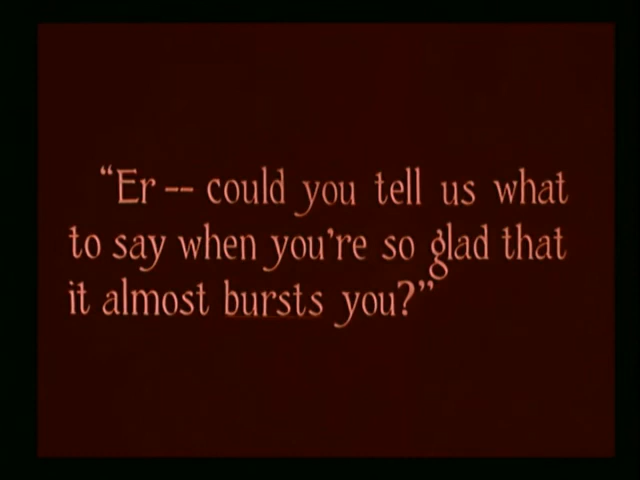 “Er -- could you tell us what
to say when you're so glad that
it almost bursts you?”